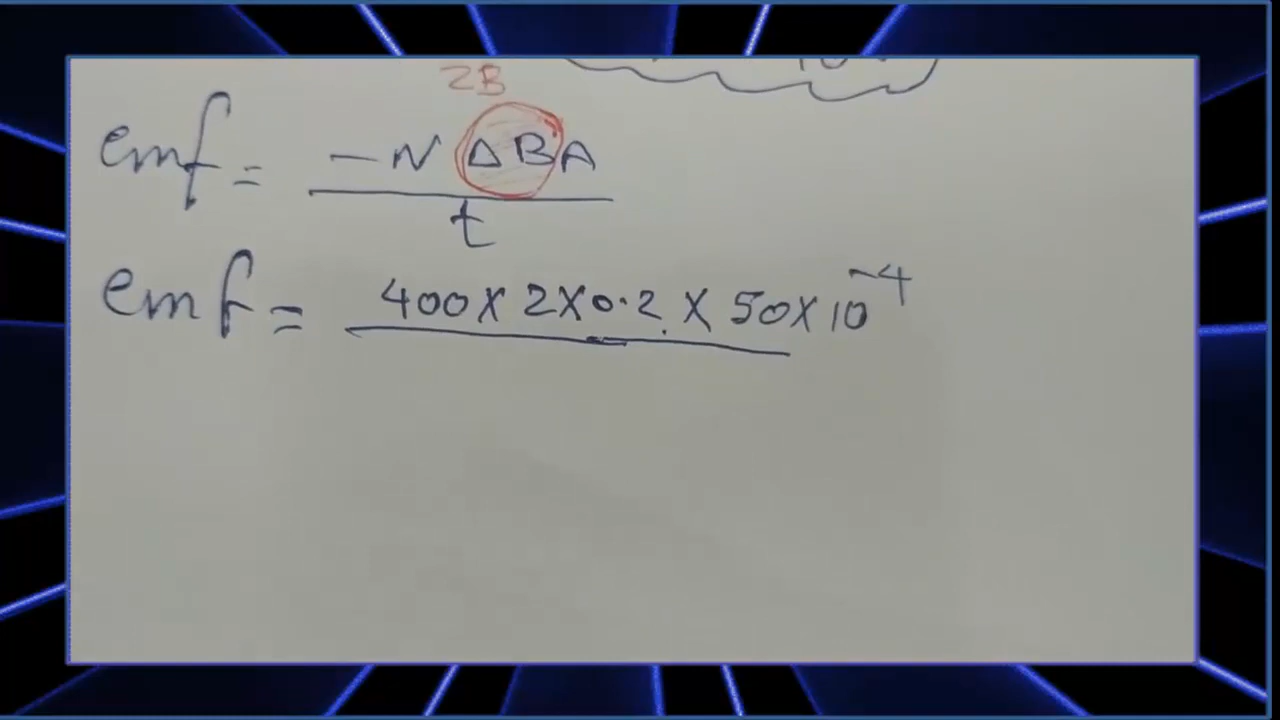 2B
emf = -N ΔBA
t
emf = 400 x 2 x 0.2 x 50 x 10⁻⁴